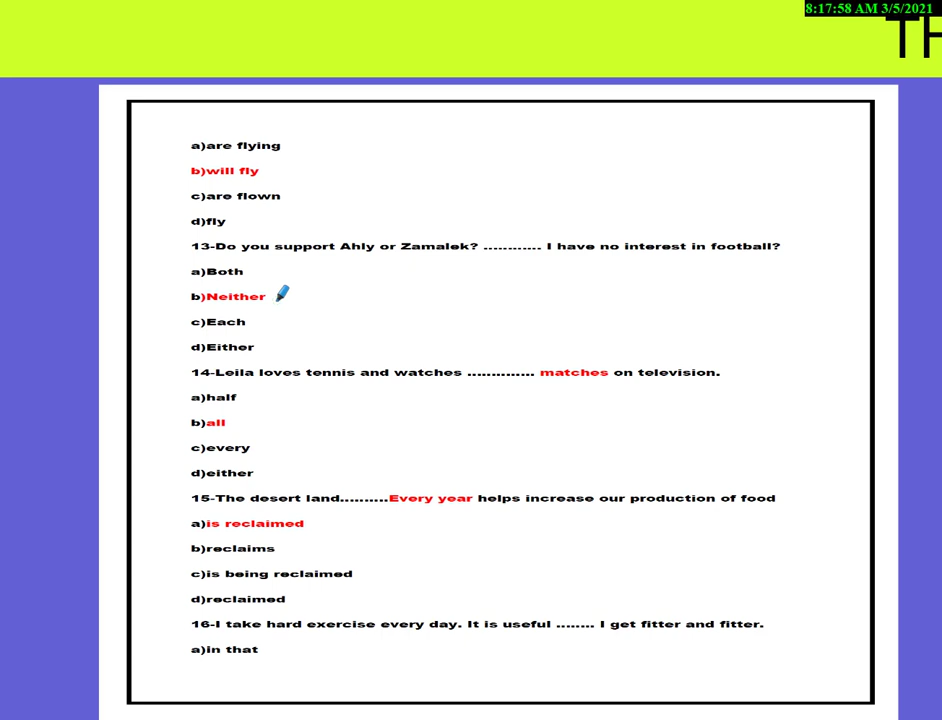 8:17:58 AM 3/5/2021
TH
a)are flying
b)will fly
c)are flown
d)fly
13-Do you support Ahly or Zamalek? ........... I have no interest in football?
a)Both
b)Neither
c)Each
d)Either
14-Leila loves tennis and watches .............. matches on television.
a)half
b)all
c)every
d)either
15-The desert land..........Every year helps increase our production of food
a)is reclaimed
b)reclaims
c)is being reclaimed
d)reclaimed
16-I take hard exercise every day. It is useful ........ I get fitter and fitter.
a)in that